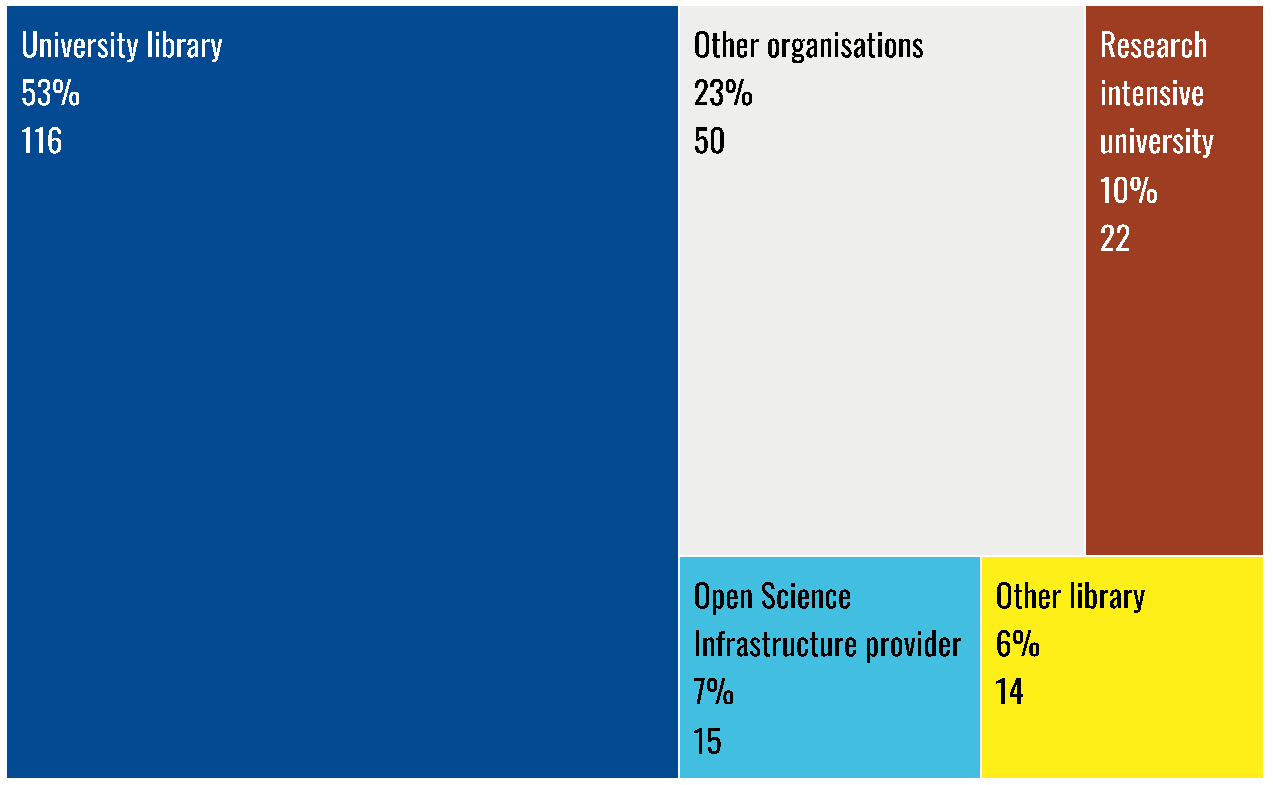 University library
53%
116
Other organisations
23%
50
Research
intensive
university
10%
22
Open Science
Infrastructure provider
7%
15
Other library
6%
14